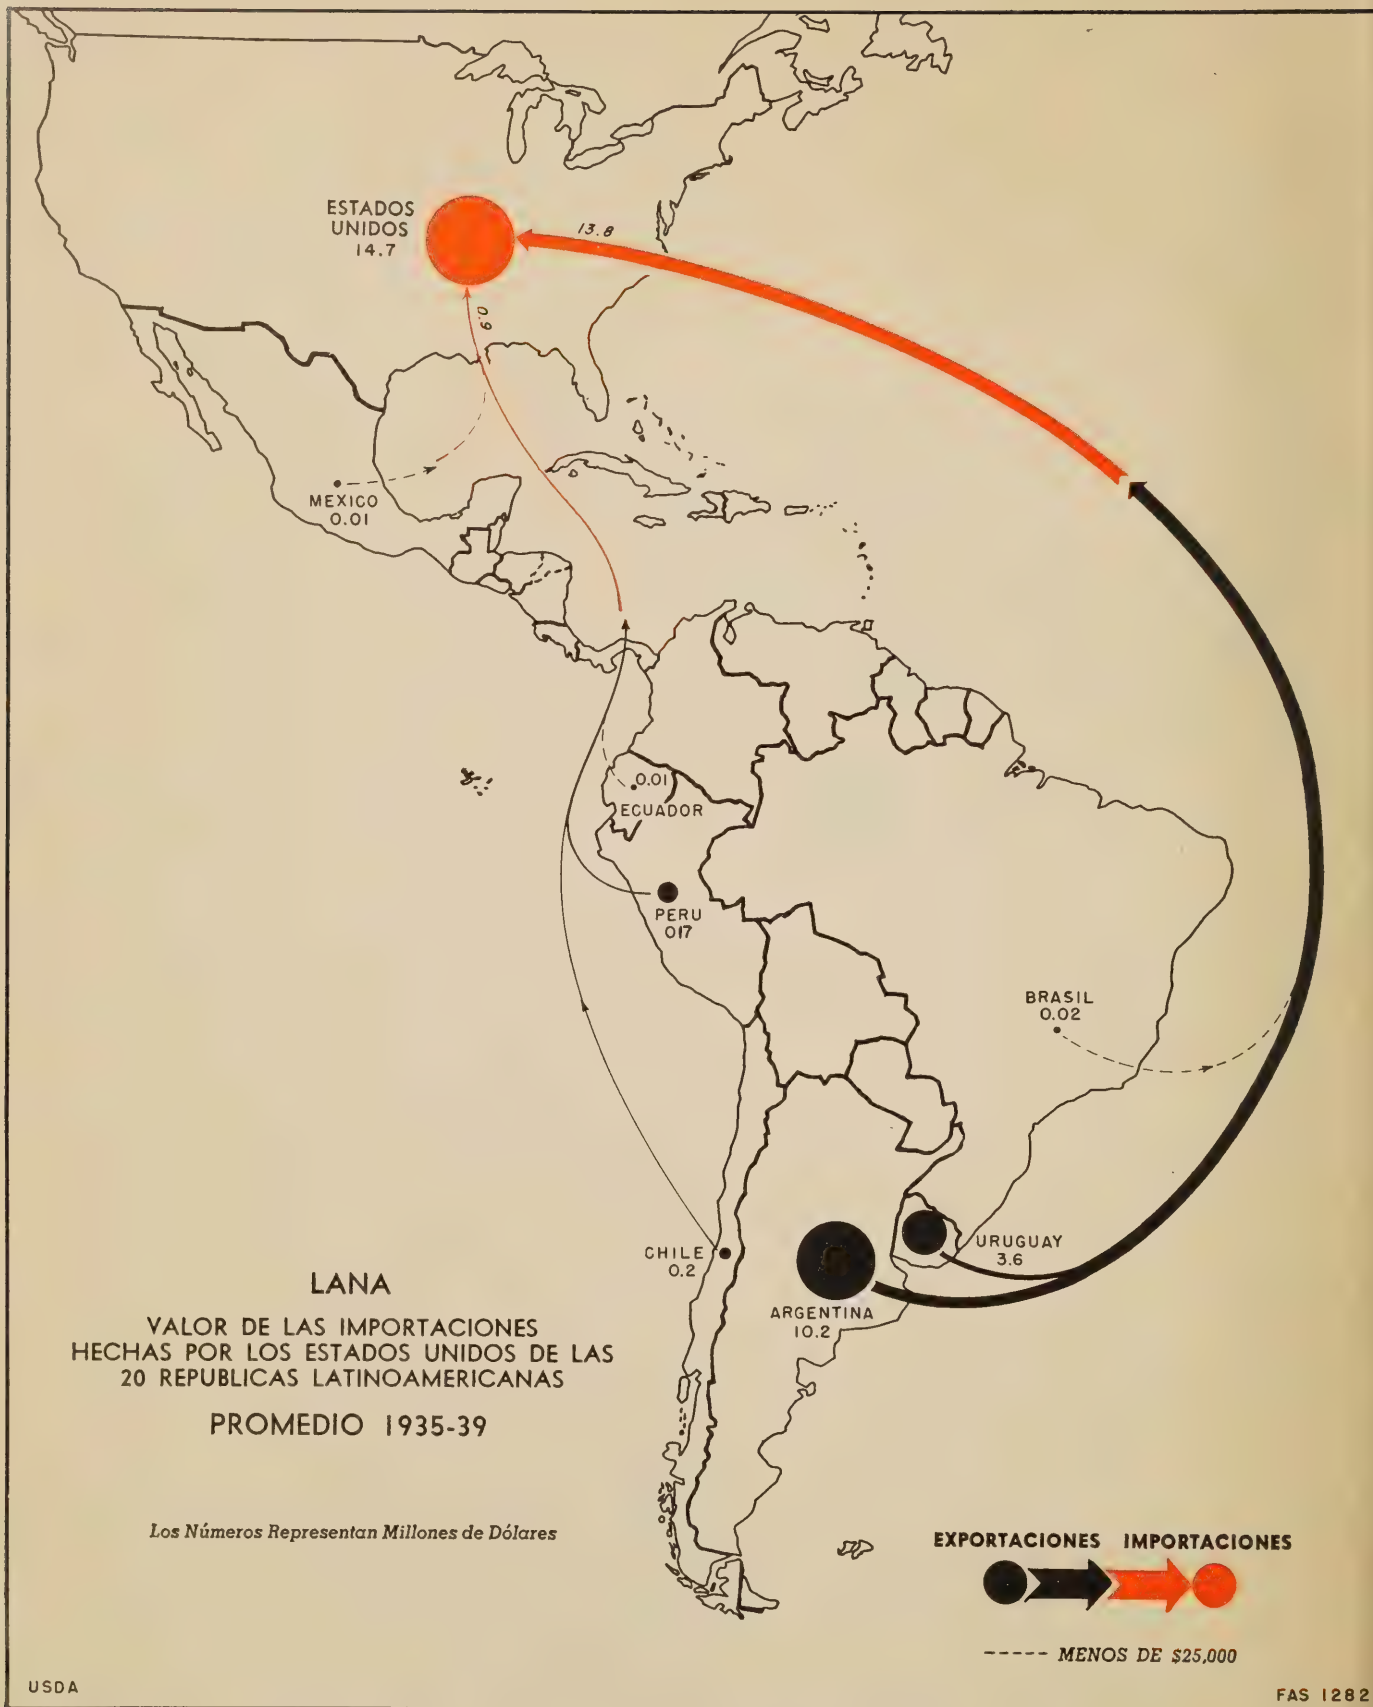 ESTADOS
UNIDOS
14.7
13.8
0.9
MEXICO
0.01
0.01
ECUADOR
PERU
017
BRASIL
0.02
CHILE
0.2
URUGUAY
3.6
ARGENTINA
10.2
LANA
VALOR DE LAS IMPORTACIONES
HECHAS POR LOS ESTADOS UNIDOS DE LAS
20 REPUBLICAS LATINOAMERICANAS
PROMEDIO 1935-39
Los Números Representan Millones de Dólares
EXPORTACIONES IMPORTACIONES
----- MENOS DE $25,000
USDA
FAS 1282